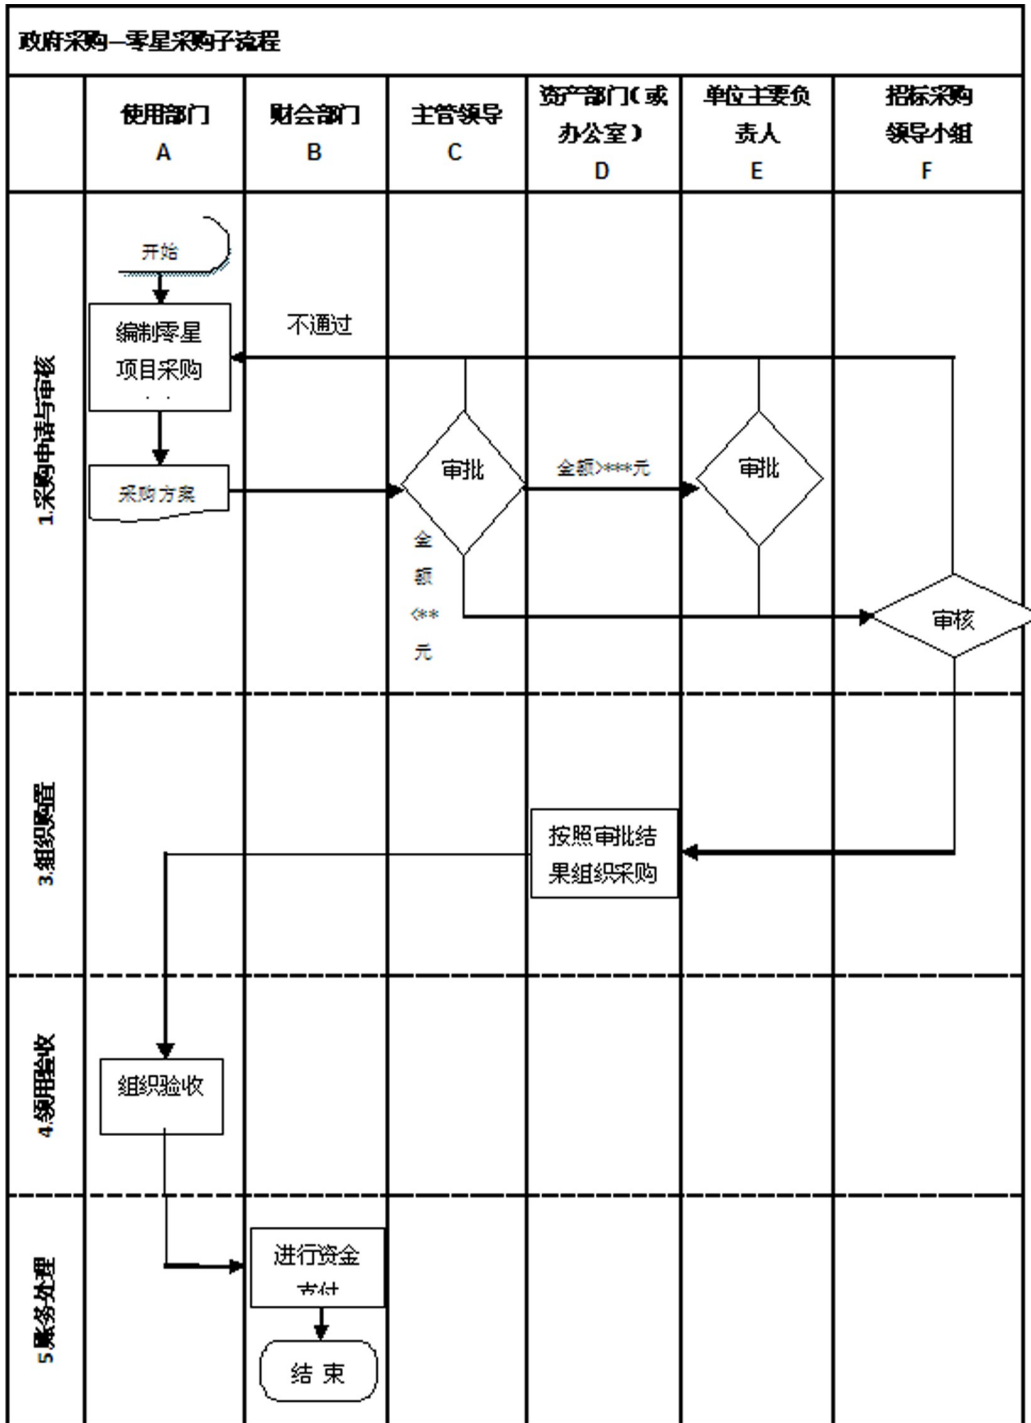 政府采购—零星采购子流程
使用部门
A
财会部门
B
主管领导
C
资产部门（或
办公室）
D
单位主要负
责人
E
招标采购
领导小组
F
1.采购申请与审核
开始
编制零星
项目采购
不通过
采购方案
审批
金额>***元
审批
金
额
<**
元
审核
3.组织购置
按照审批结
果组织采购
4.领用验收
组织验收
5.账务处理
进行资金
支付
结 束